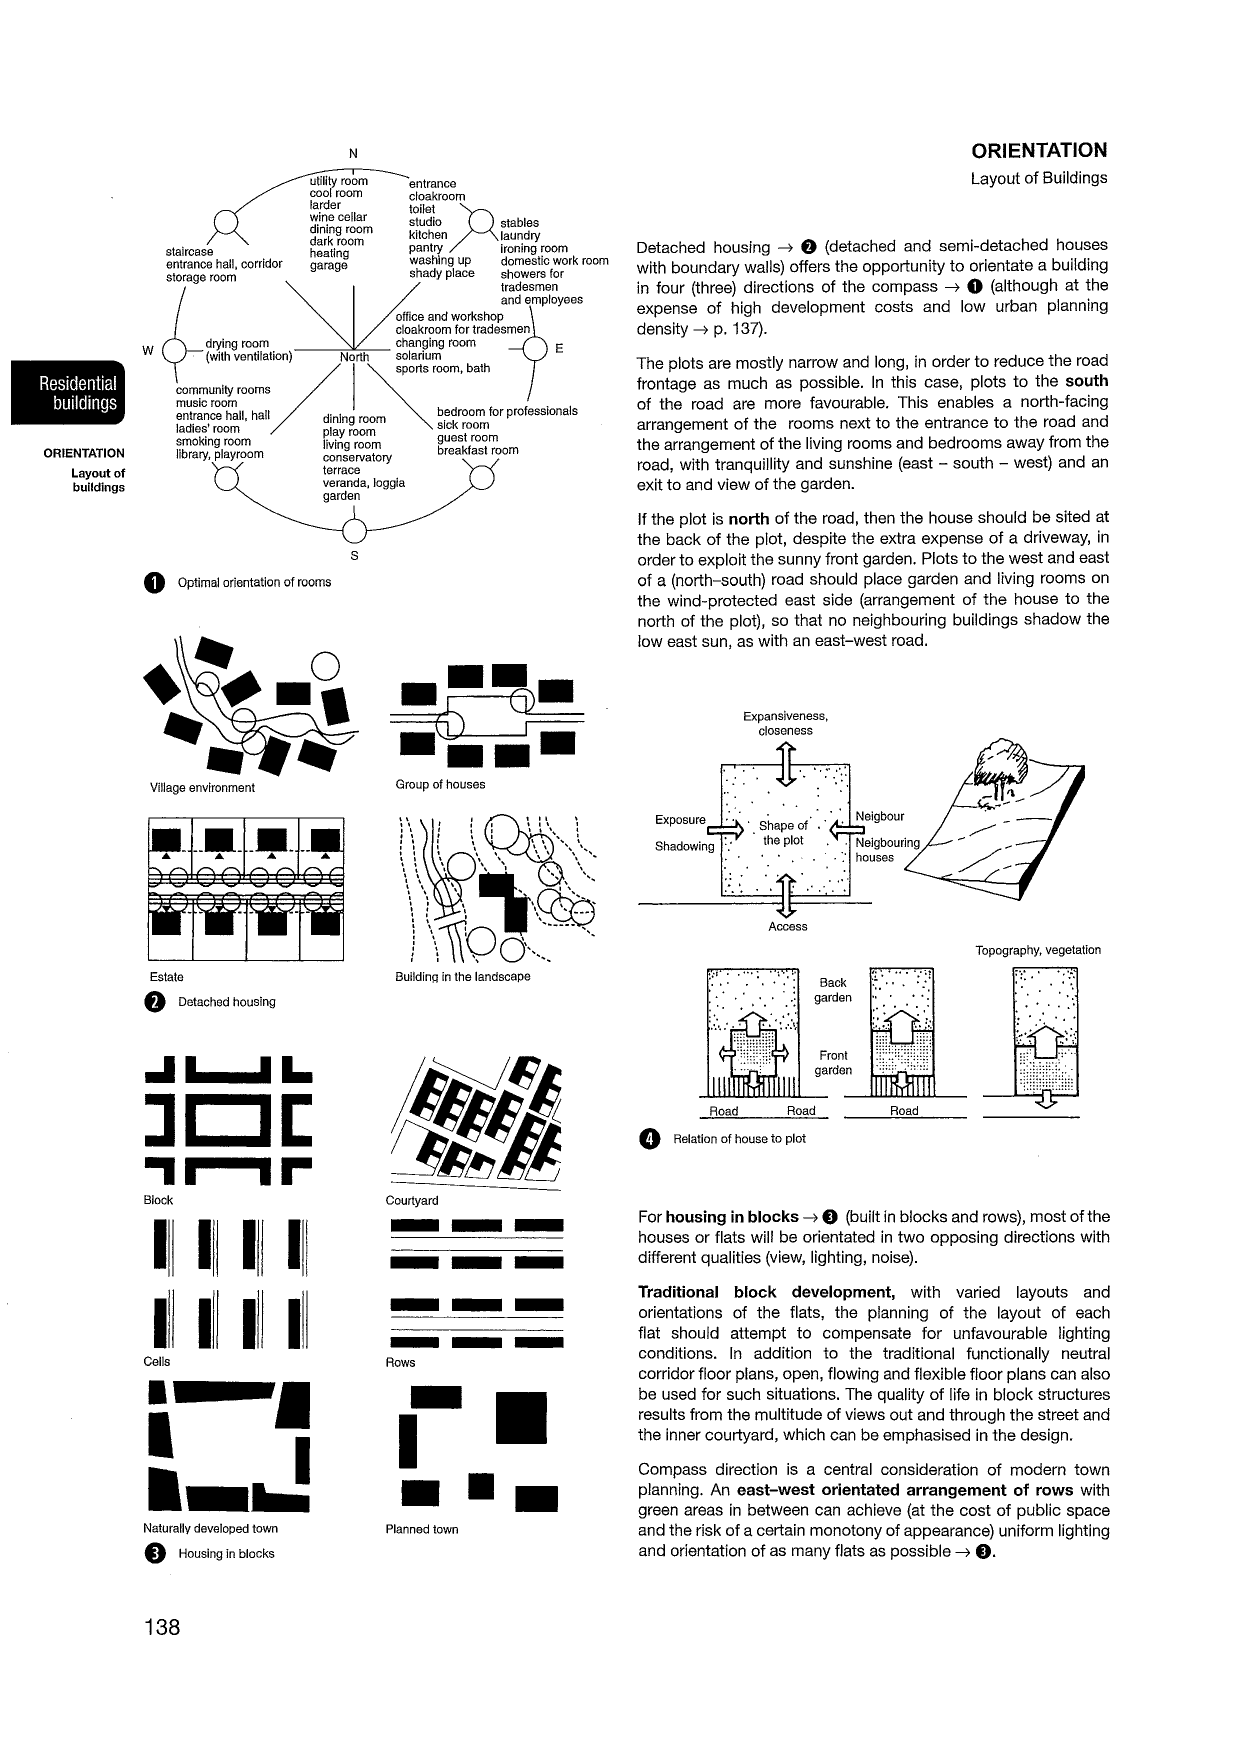 N
utility room
cool room
larder
wine cellar
dining room
dark room
heating
garage
entrance
cloakroom
toilet
studio
kitchen
pantry
washing up
shady place
stables
laundry
ironing room
domestic work room
showers for
tradesmen
and employees
staircase
entrance hall, corridor
storage room
office and workshop
cloakroom for tradesmen
changing room
solarium
sports room, bath
W
drying room
(with ventilation)
North
E
community rooms
music room
entrance hall, hall
ladies' room
smoking room
library, playroom
dining room
play room
living room
conservatory
terrace
veranda, loggia
garden
bedroom for professionals
sick room
guest room
breakfast room
S
1 Optimal orientation of rooms
Residential
buildings
ORIENTATION
Layout of
buildings
Village environment
Group of houses
Estate
Building in the landscape
2 Detached housing
Block
Courtyard
Cells
Rows
Naturally developed town
Planned town
3 Housing in blocks
138
ORIENTATION
Layout of Buildings
Detached housing → 2 (detached and semi-detached houses
with boundary walls) offers the opportunity to orientate a building
in four (three) directions of the compass → 1 (although at the
expense of high development costs and low urban planning
density → p. 137).
The plots are mostly narrow and long, in order to reduce the road
frontage as much as possible. In this case, plots to the south
of the road are more favourable. This enables a north-facing
arrangement of the rooms next to the entrance to the road and
the arrangement of the living rooms and bedrooms away from the
road, with tranquillity and sunshine (east – south – west) and an
exit to and view of the garden.
If the plot is north of the road, then the house should be sited at
the back of the plot, despite the extra expense of a driveway, in
order to exploit the sunny front garden. Plots to the west and east
of a (north–south) road should place garden and living rooms on
the wind-protected east side (arrangement of the house to the
north of the plot), so that no neighbouring buildings shadow the
low east sun, as with an east–west road.
Expansiveness,
closeness
Exposure
Shadowing
Shape of
the plot
Neigbour
Neigbouring
houses
Access
Topography, vegetation
Back
garden
Front
garden
Road
Road
Road
4 Relation of house to plot
For housing in blocks → 3 (built in blocks and rows), most of the
houses or flats will be orientated in two opposing directions with
different qualities (view, lighting, noise).
Traditional block development, with varied layouts and
orientations of the flats, the planning of the layout of each
flat should attempt to compensate for unfavourable lighting
conditions. In addition to the traditional functionally neutral
corridor floor plans, open, flowing and flexible floor plans can also
be used for such situations. The quality of life in block structures
results from the multitude of views out and through the street and
the inner courtyard, which can be emphasised in the design.
Compass direction is a central consideration of modern town
planning. An east–west orientated arrangement of rows with
green areas in between can achieve (at the cost of public space
and the risk of a certain monotony of appearance) uniform lighting
and orientation of as many flats as possible → 3.